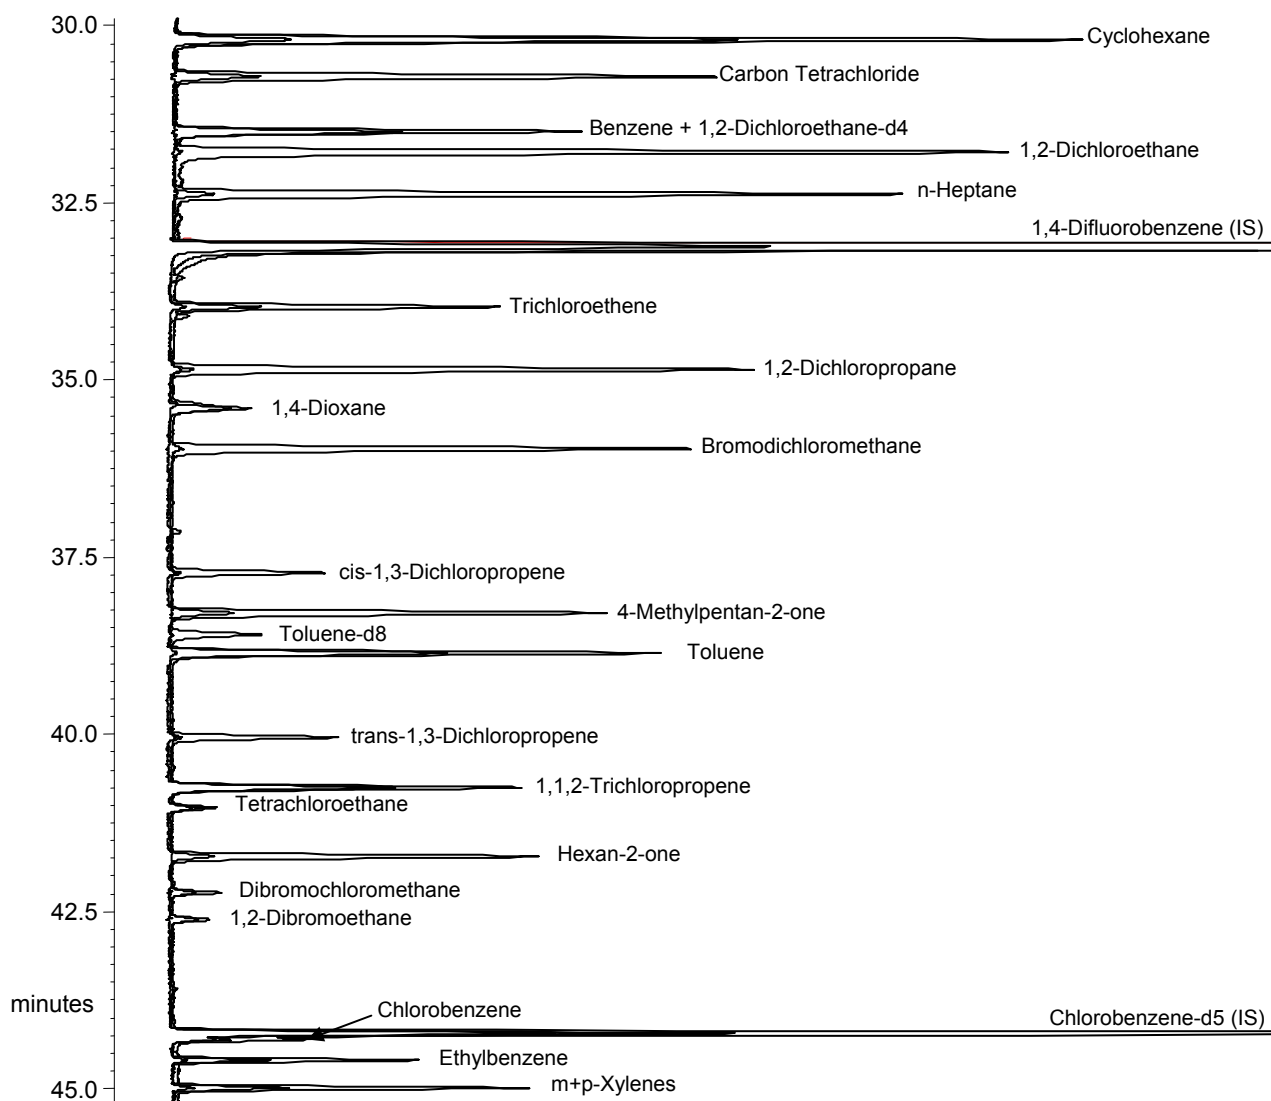 30.0
Cyclohexane
Carbon Tetrachloride
Benzene + 1,2-Dichloroethane-d4
1,2-Dichloroethane
n-Heptane
32.5
1,4-Difluorobenzene (IS)
Trichloroethene
1,2-Dichloropropane
35.0
1,4-Dioxane
Bromodichloromethane
37.5
cis-1,3-Dichloropropene
4-Methylpentan-2-one
Toluene-d8
Toluene
40.0
trans-1,3-Dichloropropene
1,1,2-Trichloropropene
Tetrachloroethane
Hexan-2-one
Dibromochloromethane
42.5
1,2-Dibromoethane
minutes
Chlorobenzene
Chlorobenzene-d5 (IS)
Ethylbenzene
m+p-Xylenes
45.0